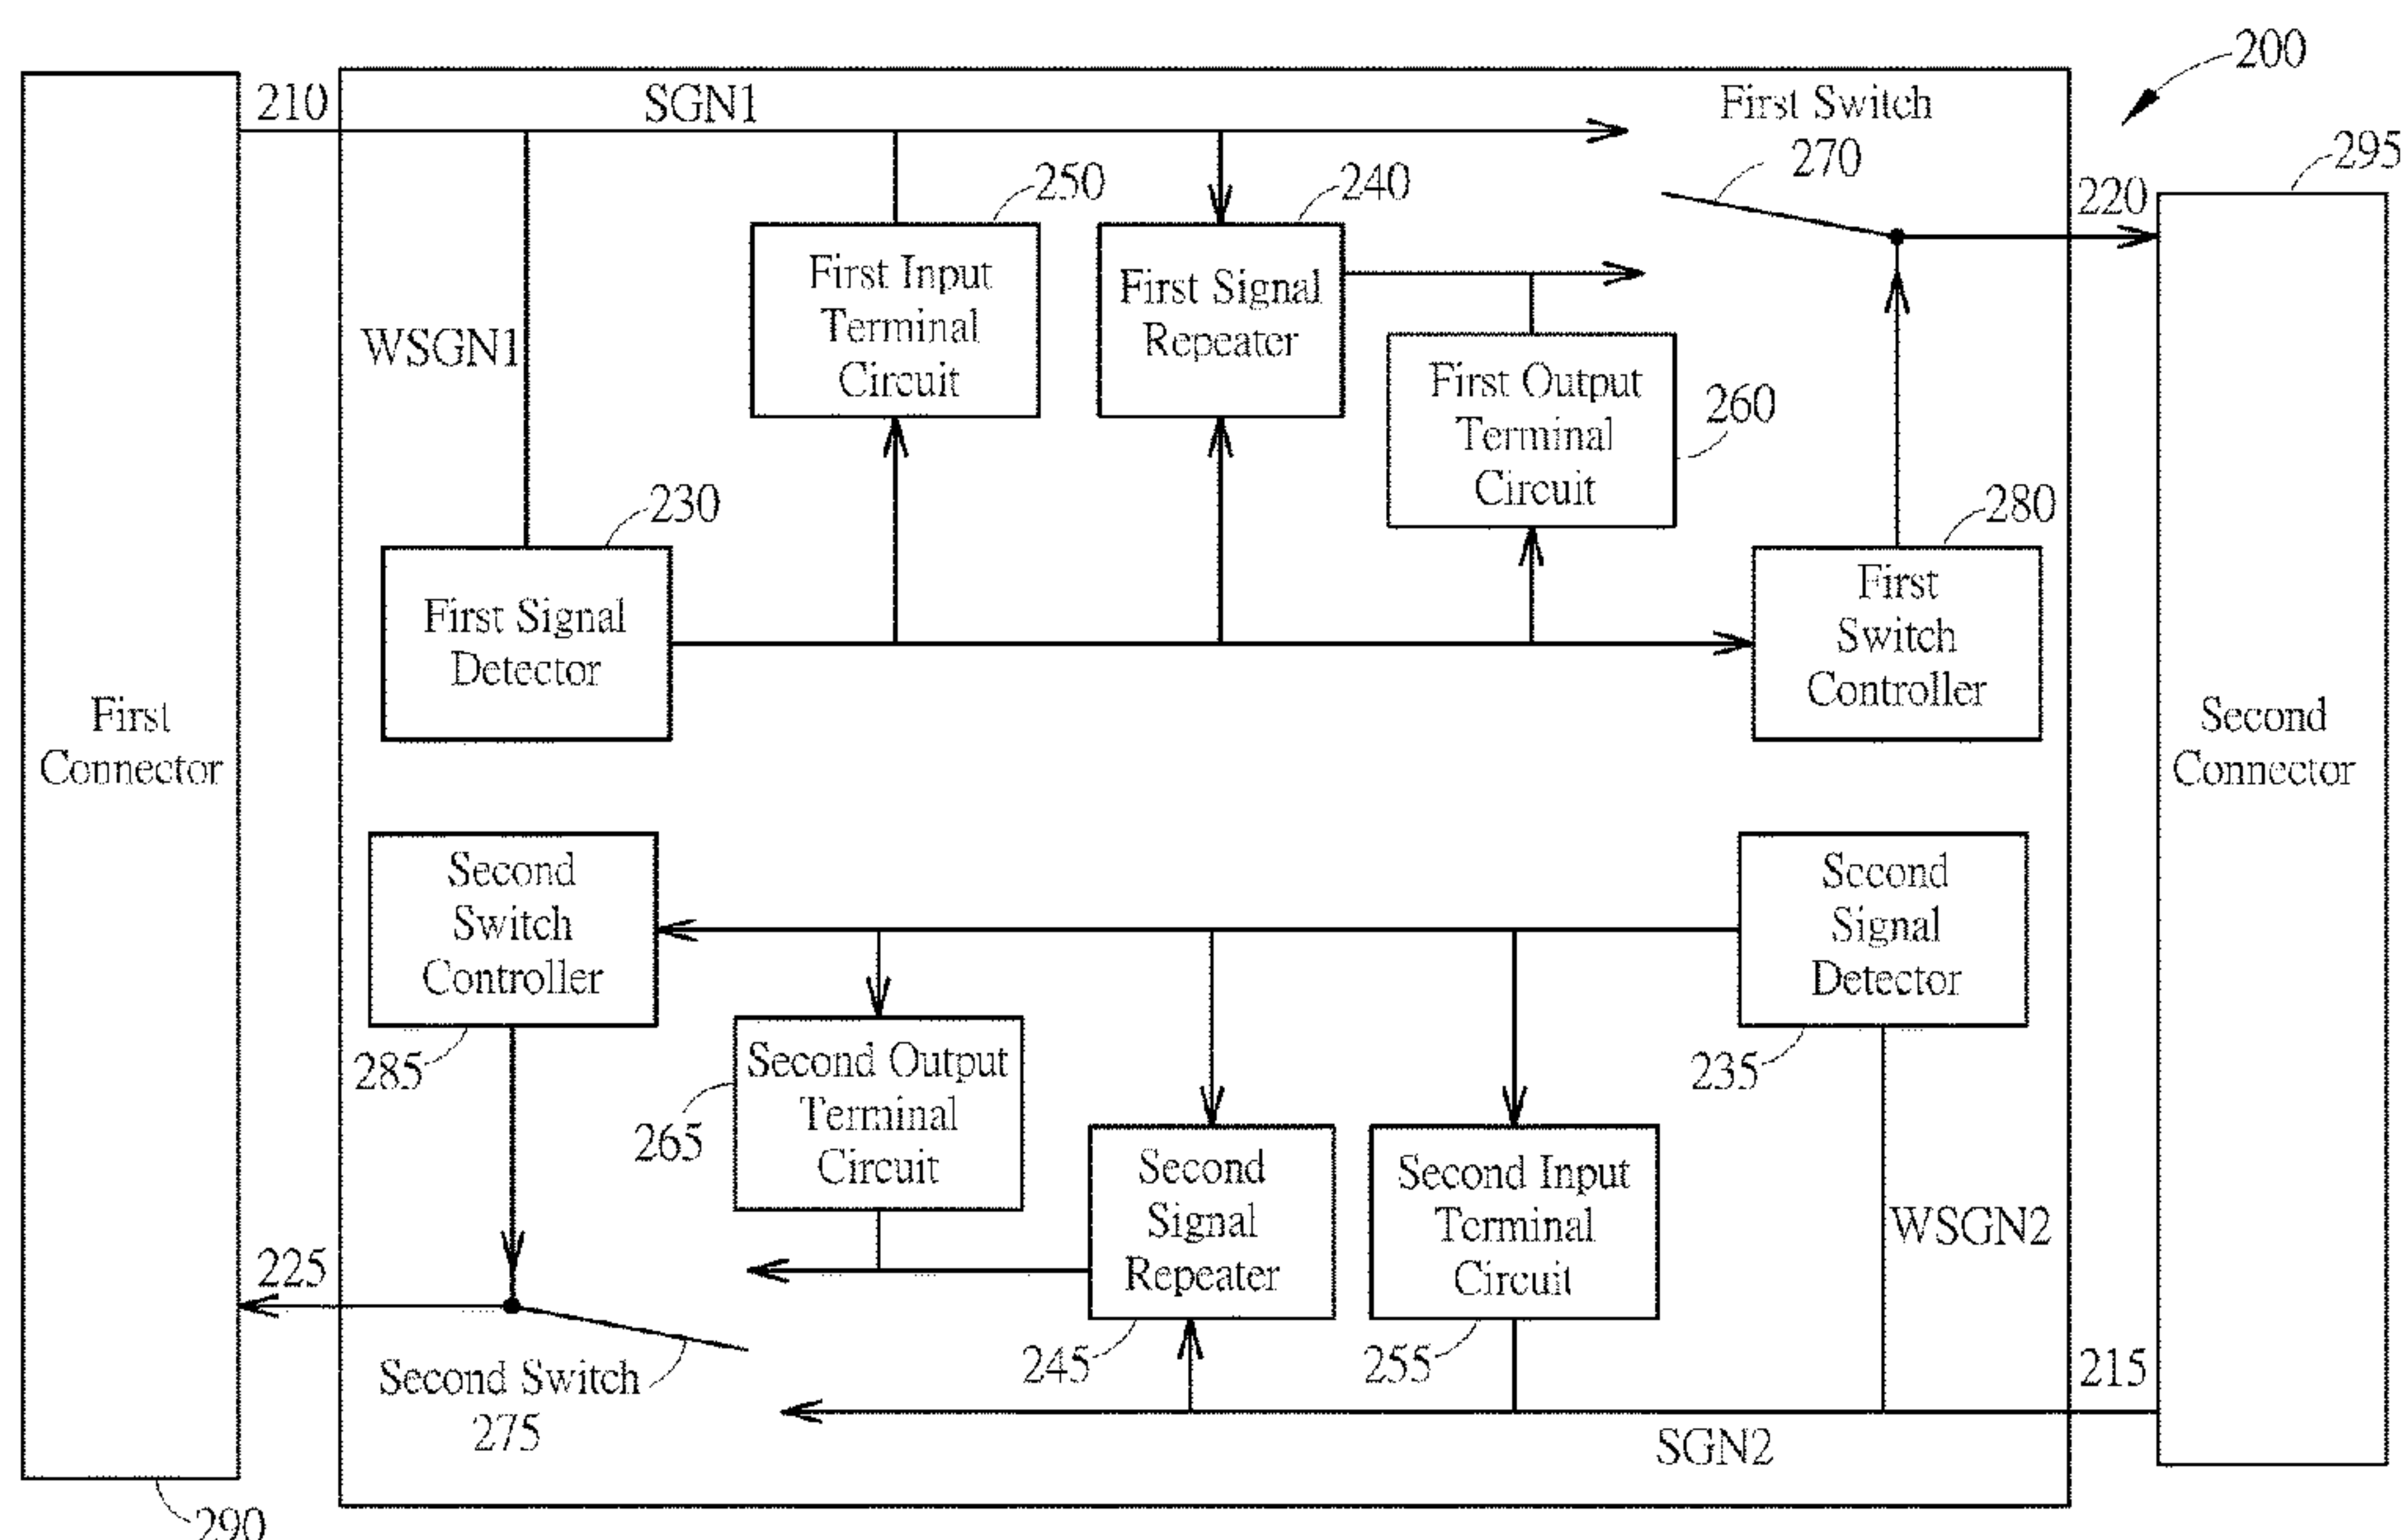 200
210
SGN1
First Switch
270
295
220
250
240
First Input
Terminal
Circuit
First Signal
Repeater
WSGN1
First Output
Terminal
Circuit
260
230
280
First Signal
Detector
First
Switch
Controller
First
Connector
Second
Connector
Second
Switch
Controller
Second
Signal
Detector
285
235
Second Output
Terminal
Circuit
265
Second
Signal
Repeater
Second Input
Terminal
Circuit
WSGN2
225
245
255
215
Second Switch
275
SGN2
290